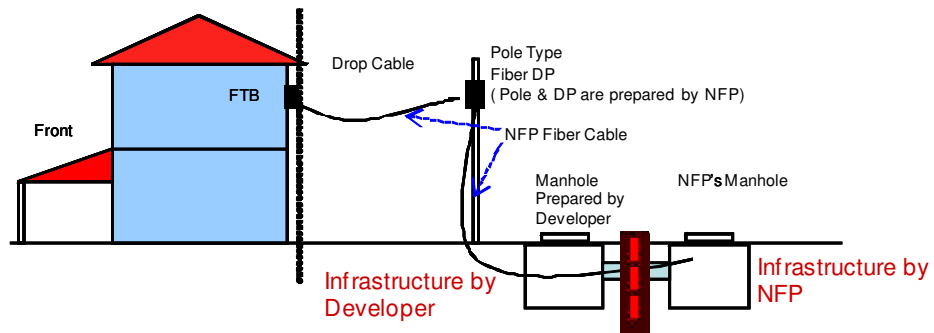 Drop Cable
Pole Type
Fiber DP
( Pole & DP are prepared by NFP)
FTB
Front
NFP Fiber Cable
Manhole
Prepared by
Developer
NFP's Manhole
Infrastructure by
Developer
Infrastructure by
NFP